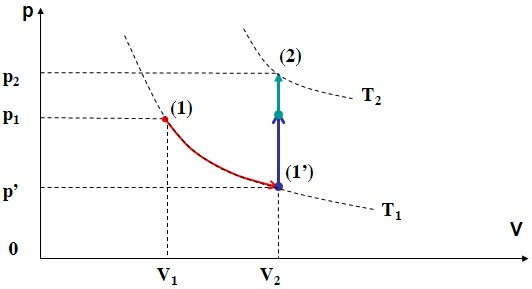 p
(2)
p₂
T₂
p₁
(1)
(1’)
p’
T₁
V
0
V₁
V₂